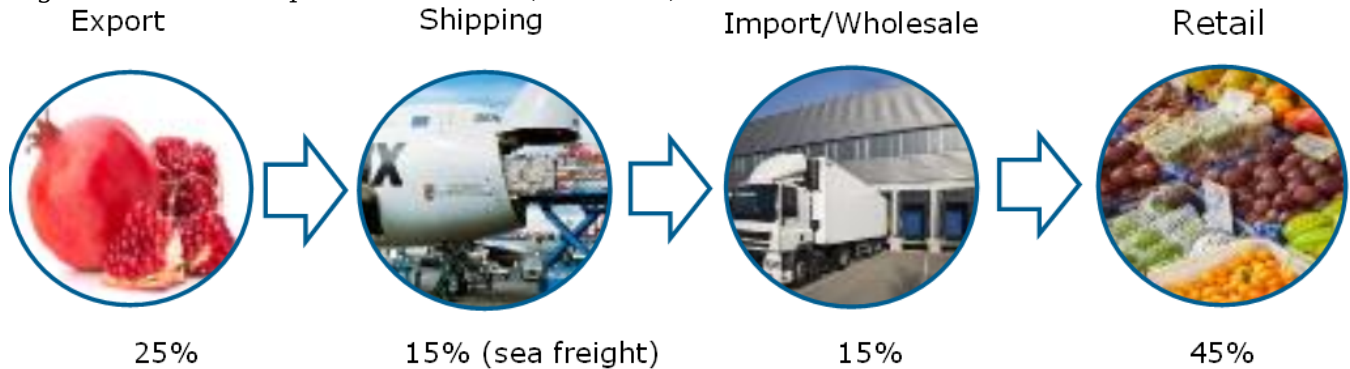 Export
Shipping
Import/Wholesale
Retail
X
25%
15% (sea freight)
15%
45%